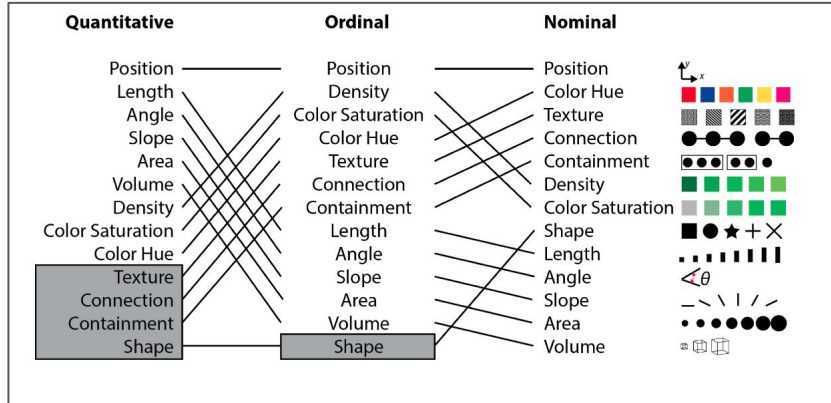 Quantitative Ordinal Nominal
Position Position Position y x
Length Density Color Hue
Angle Color Saturation Texture
Slope Color Hue Connection
Area Texture Containment
Volume Connection Density
Density Containment Color Saturation
Color Saturation Length Shape
Color Hue Angle Length
Texture Slope Angle θ
Connection Area Slope
Containment Volume Area
Shape Shape Volume